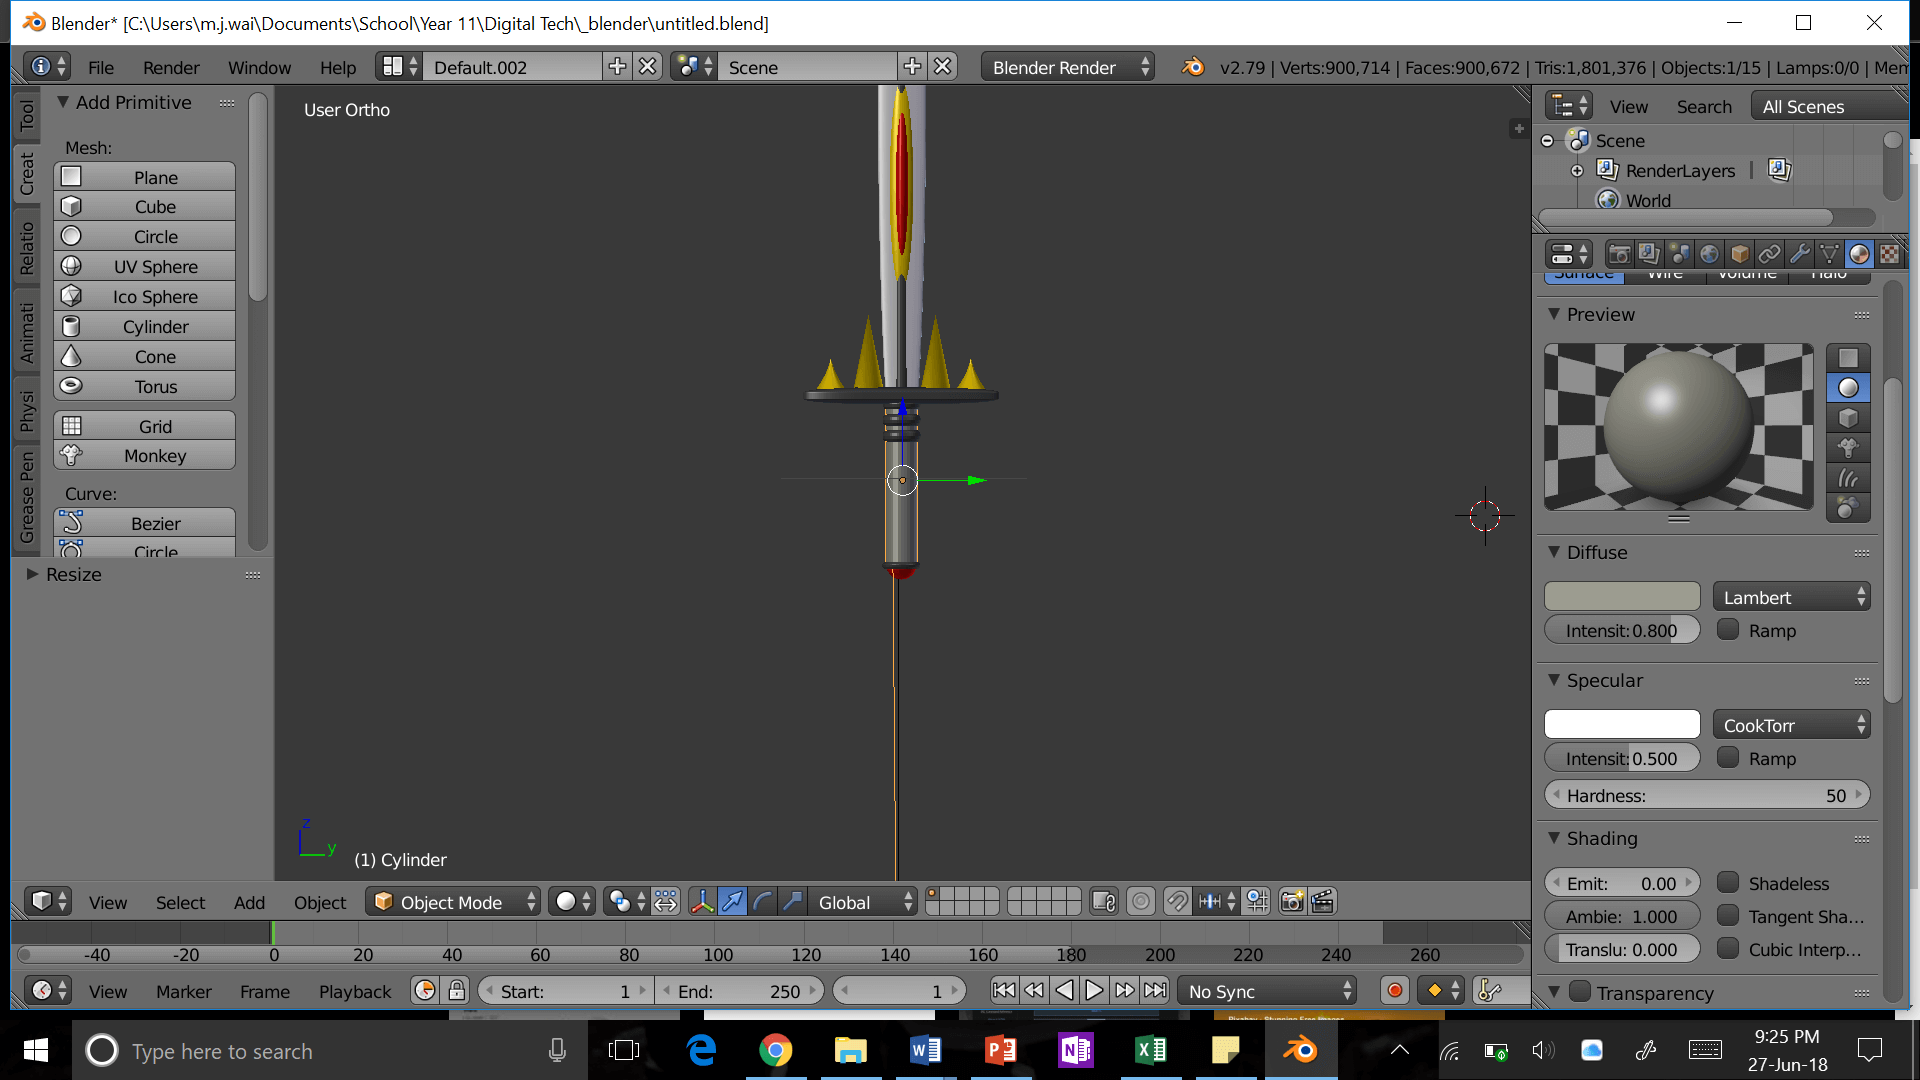 Blender* [C:\Users\m.j.wai\Documents\School\Year 11\Digital Tech\_blender\untitled.blend]
File Render Window Help Default.002 Scene Blender Render v2.79 | Verts:900,714 | Faces:900,672 | Tris:1,801,376 | Objects:1/15 | Lamps:0/0 | Mem
Tool
Creat
Relatio
Animati
Physi
Grease Pen
Add Primitive
Mesh:
Plane
Cube
Circle
UV Sphere
Ico Sphere
Cylinder
Cone
Torus
Grid
Monkey
Curve:
Bezier
Circle
Resize
User Ortho
z
y
(1) Cylinder
View Search All Scenes
Scene
RenderLayers |
World
Surface Wire Volume Halo
Preview
Diffuse
Lambert
Intensit:0.800 Ramp
Specular
CookTorr
Intensit:0.500 Ramp
Hardness: 50
Shading
Emit: 0.00 Shadeless
Ambie: 1.000 Tangent Sha...
Translu: 0.000 Cubic Interp...
Transparency
View Select Add Object Object Mode Global
-40 -20 0 20 40 60 80 100 120 140 160 180 200 220 240 260
View Marker Frame Playback Start: 1 End: 250 1 No Sync
Type here to search
9:25 PM
27-Jun-18